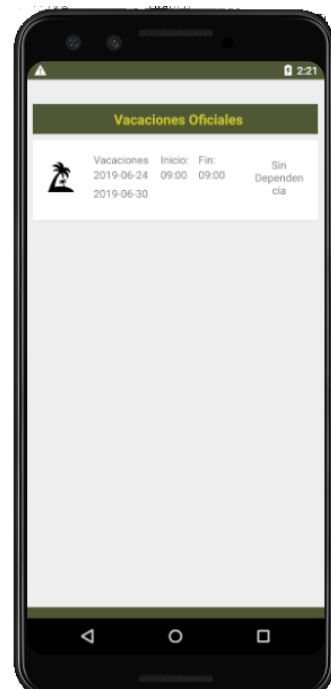 2:21
Vacaciones Oficiales
Vacaciones Inicio: Fin:
2019-06-24 09:00 09:00
2019-06-30
Sin
Dependen
cia